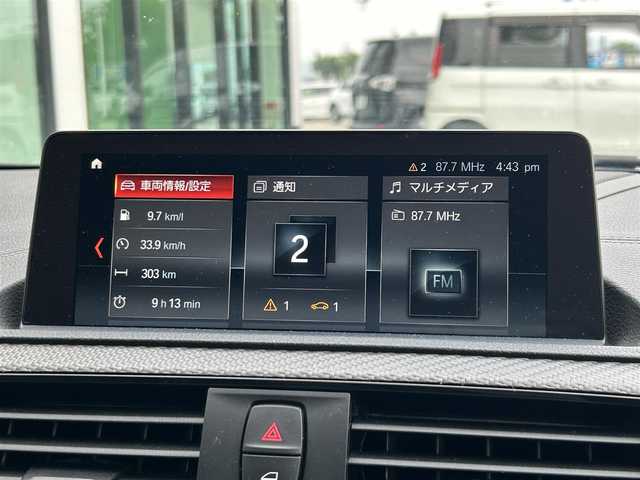 2 87.7 MHz 4:43 pm
車両情報/設定
9.7 km/l
33.9 km/h
303 km
9 h 13 min
通知
2
1 1
マルチメディア
87.7 MHz
FM